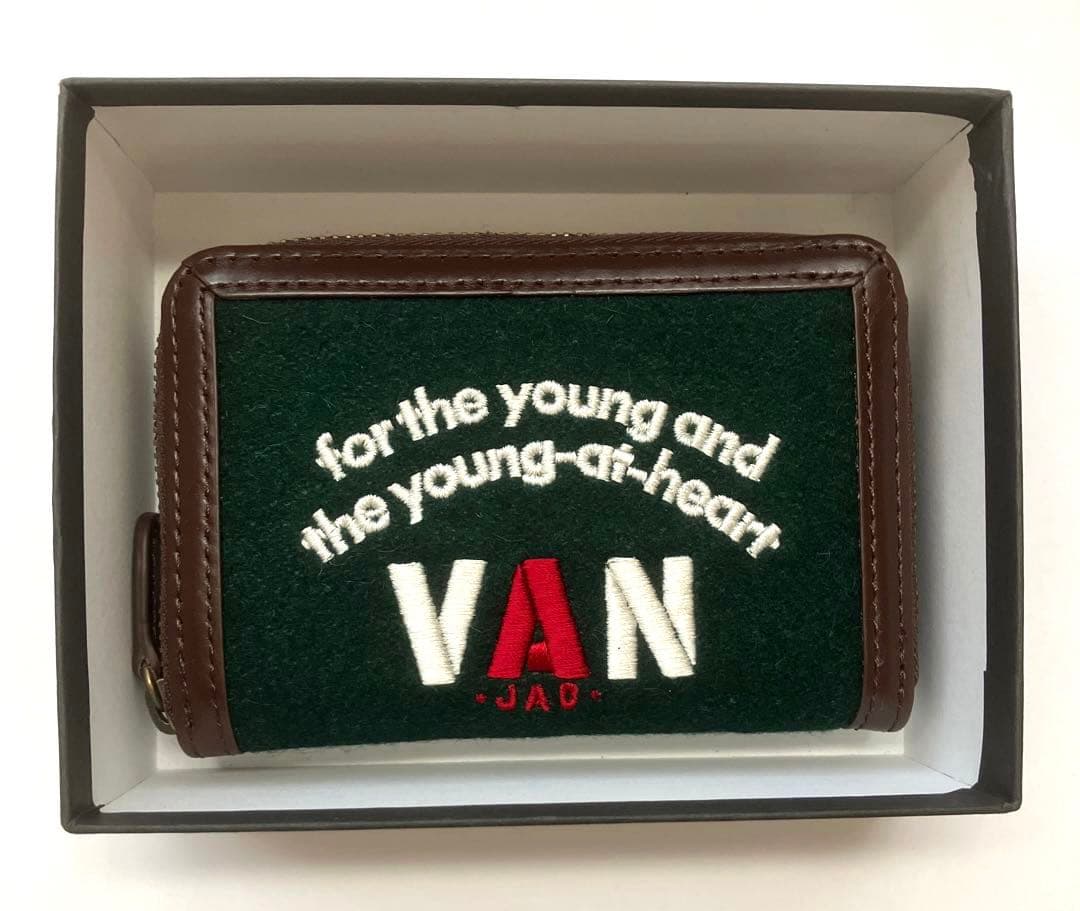 for the young and
the young-at-heart
VAN
·JAC·